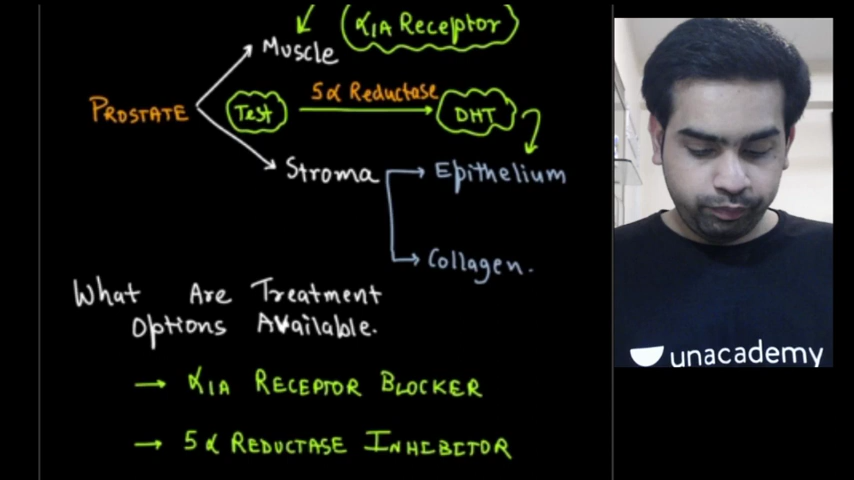 α1A Receptor
Muscle
5α Reductase
PROSTATE
Test
DHT
Stroma
Epithelium
Collagen.
What Are Treatment
Options Available.
→ α1A RECEPTOR BLOCKER
→ 5α REDUCTASE INHIBITOR
unacademy